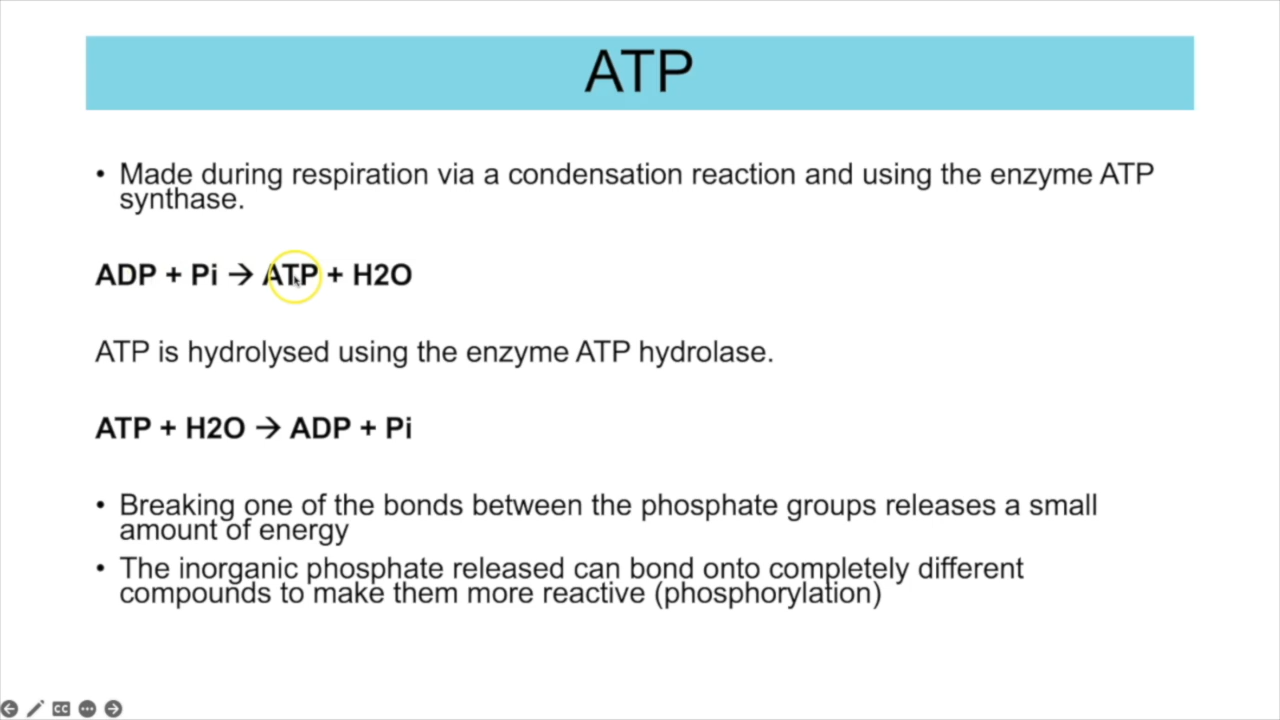 ATP
• Made during respiration via a condensation reaction and using the enzyme ATP
synthase.
ADP + Pi → ATP + H2O
ATP is hydrolysed using the enzyme ATP hydrolase.
ATP + H2O → ADP + Pi
• Breaking one of the bonds between the phosphate groups releases a small
amount of energy
• The inorganic phosphate released can bond onto completely different
compounds to make them more reactive (phosphorylation)
CC